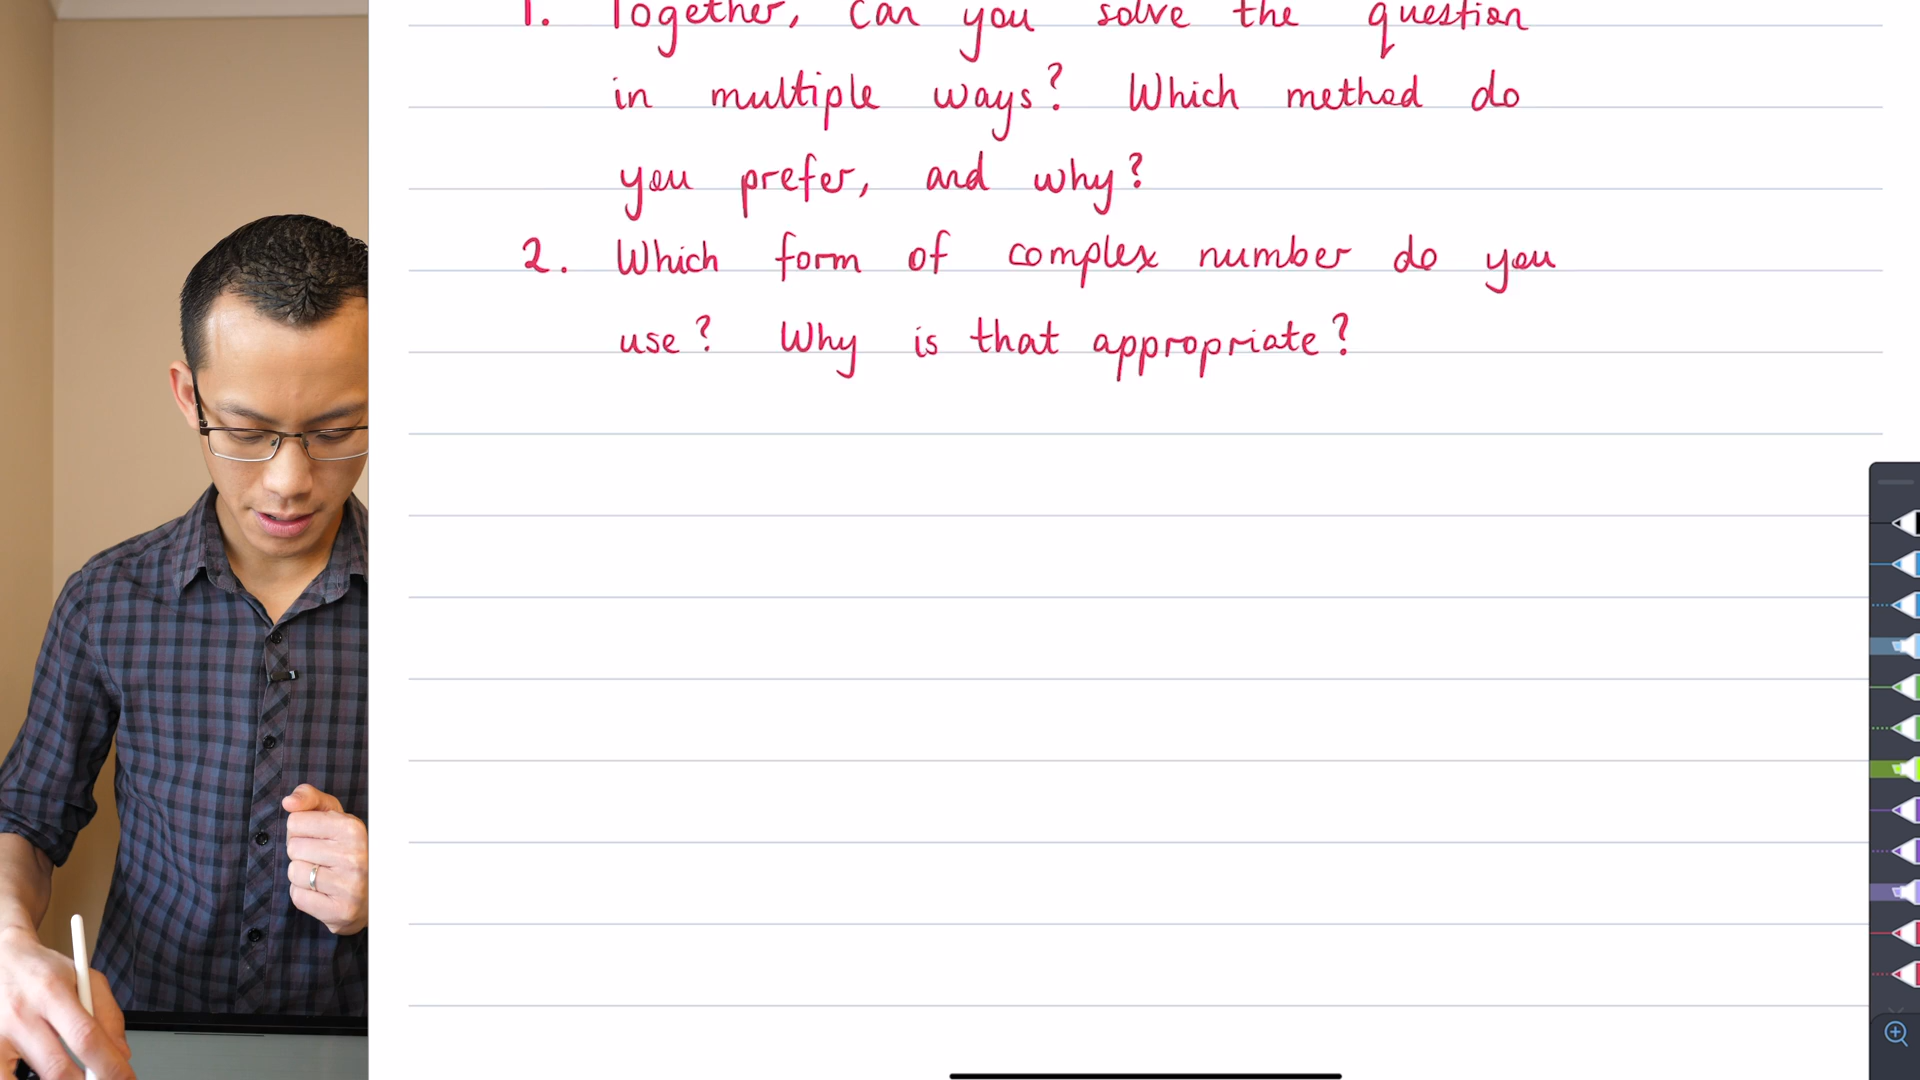 1. Together, can you solve the question
in multiple ways? Which method do
you prefer, and why?
2. Which form of complex number do you
use? Why is that appropriate?